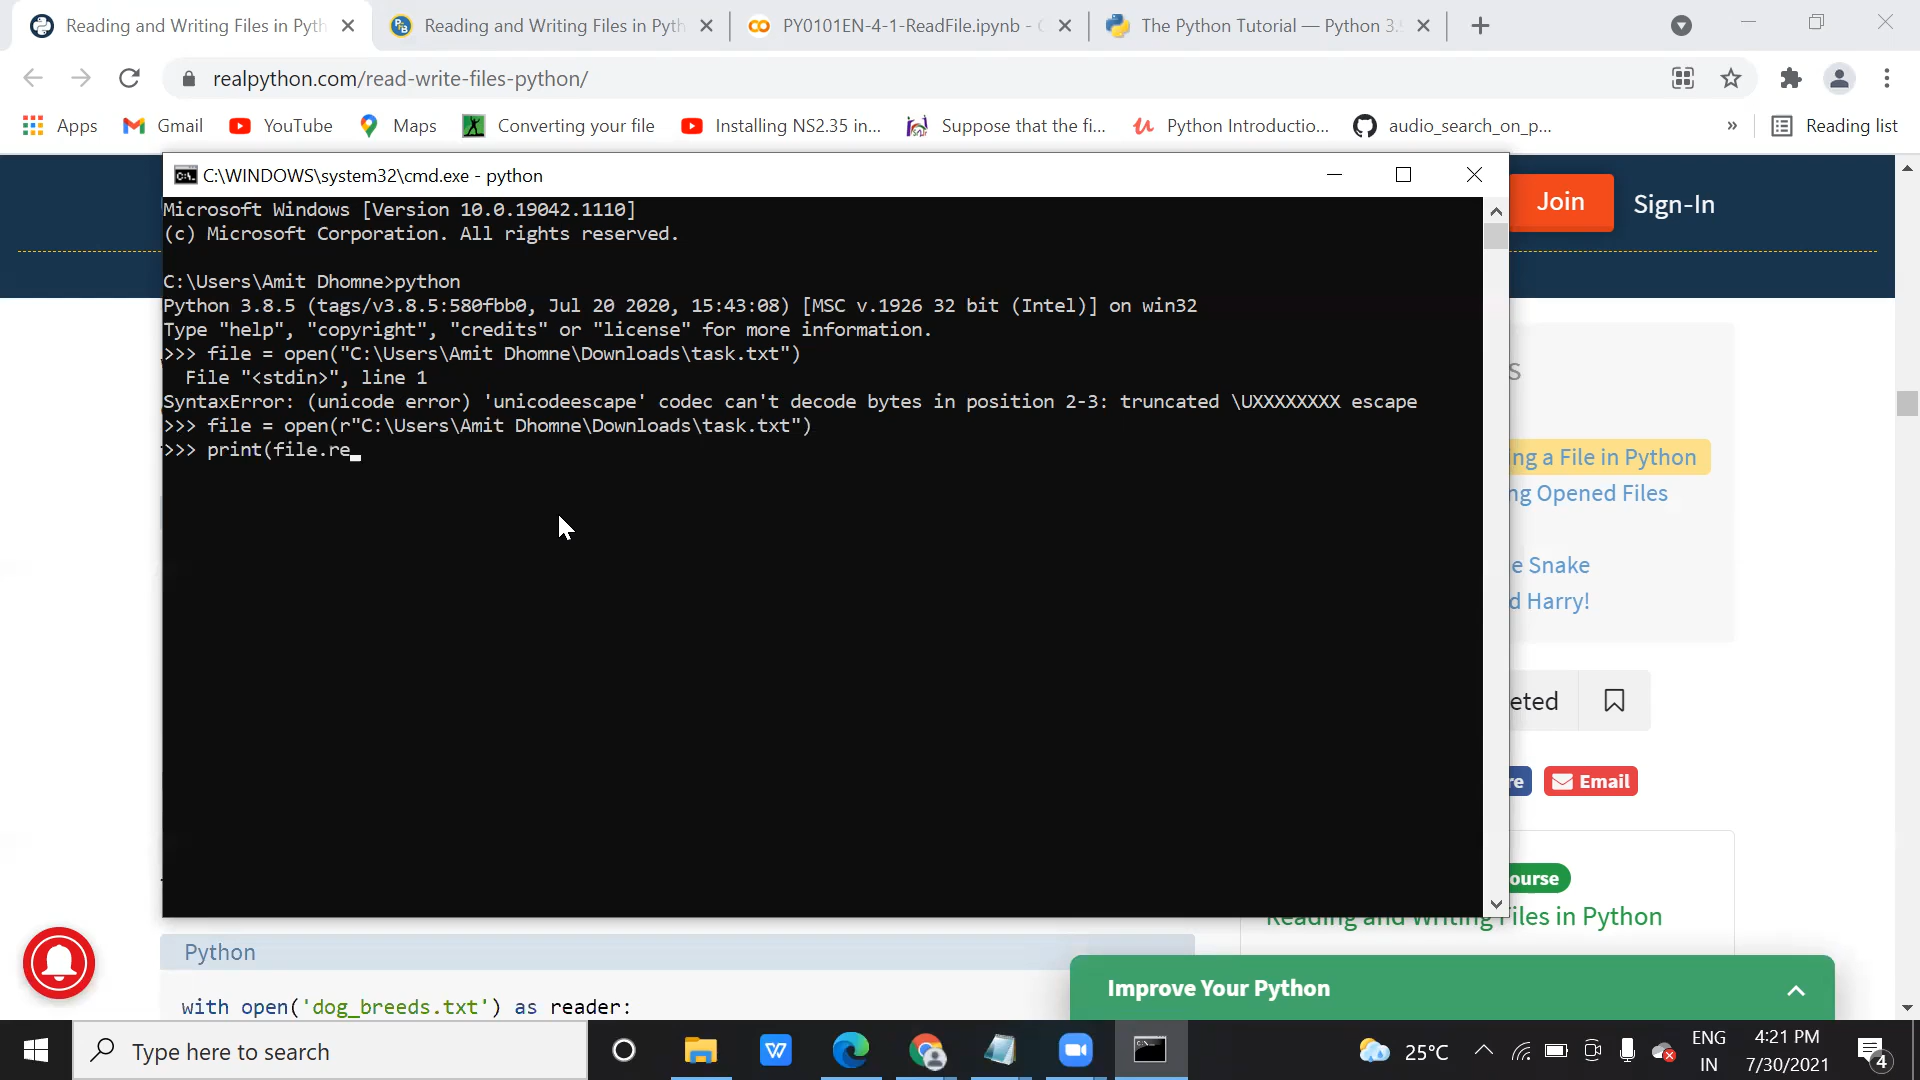 Reading and Writing Files in Pyth
Reading and Writing Files in Pyth
PY0101EN-4-1-ReadFile.ipynb - C
The Python Tutorial — Python 3.
realpython.com/read-write-files-python/
Apps
Gmail
YouTube
Maps
Converting your file
Installing NS2.35 in...
Suppose that the fi...
Python Introductio...
audio_search_on_p...
»
Reading list
C:\WINDOWS\system32\cmd.exe - python
Join
Sign-In
Microsoft Windows [Version 10.0.19042.1110]
(c) Microsoft Corporation. All rights reserved.
C:\Users\Amit Dhomne>python
Python 3.8.5 (tags/v3.8.5:580fbb0, Jul 20 2020, 15:43:08) [MSC v.1926 32 bit (Intel)] on win32
Type "help", "copyright", "credits" or "license" for more information.
>>> file = open("C:\Users\Amit Dhomne\Downloads\task.txt")
File "<stdin>", line 1
SyntaxError: (unicode error) 'unicodeescape' codec can't decode bytes in position 2-3: truncated \UXXXXXXXX escape
>>> file = open(r"C:\Users\Amit Dhomne\Downloads\task.txt")
>>> print(file.re_
s
ng a File in Python
ng Opened Files
e Snake
d Harry!
eted
re
Email
ourse
Reading and Writing Files in Python
Python
with open('dog_breeds.txt') as reader:
Improve Your Python
Type here to search
25°C
ENG
IN
4:21 PM
7/30/2021
4